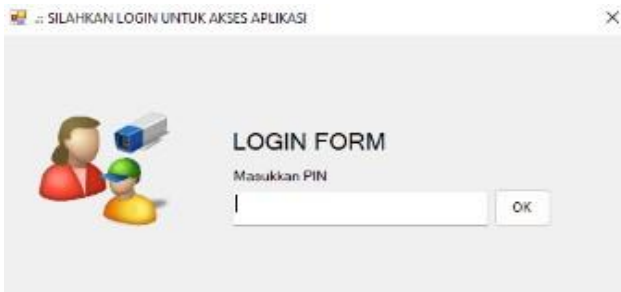 .:: SILAHKAN LOGIN UNTUK AKSES APLIKASI
LOGIN FORM
Masukkan PIN
OK